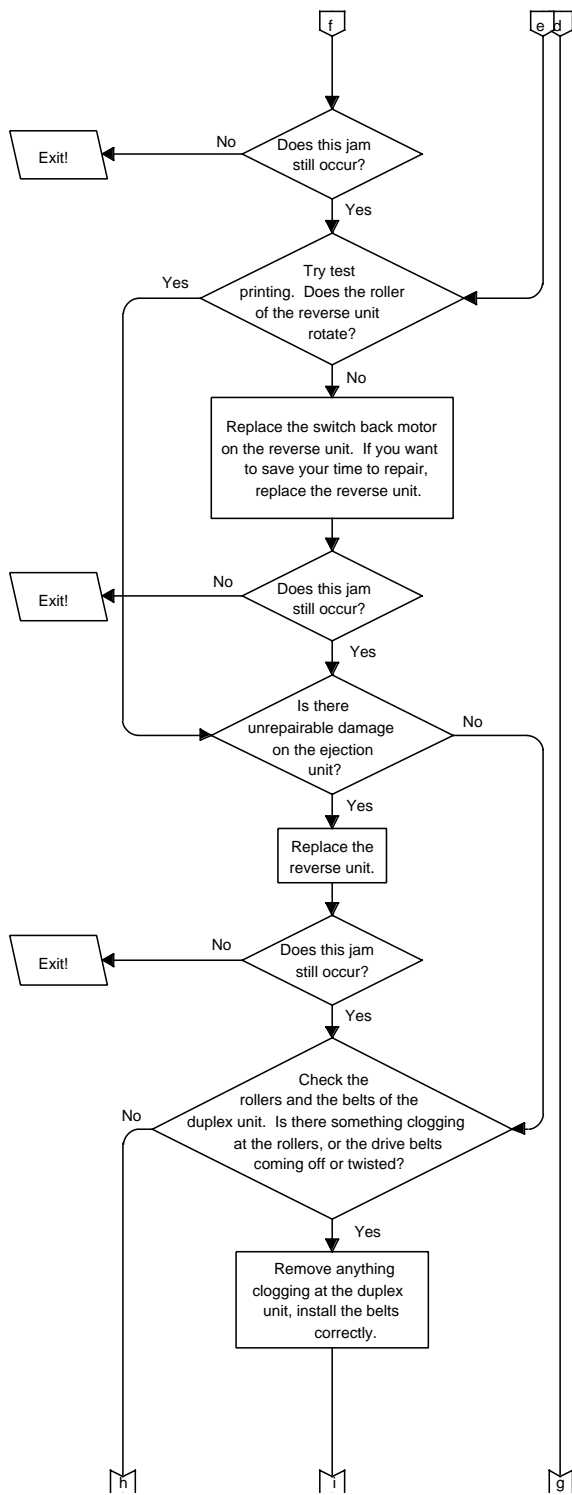 f
e
d
Does this jam
still occur?
No
Exit!
Yes
Try test
printing.  Does the roller
of the reverse unit
rotate?
Yes
No
Replace the switch back motor
on the reverse unit.  If you want
to save your time to repair,
replace the reverse unit.
Does this jam
still occur?
No
Exit!
Yes
Is there
unrepairable damage
on the ejection
unit?
No
Yes
Replace the
reverse unit.
Does this jam
still occur?
No
Exit!
Yes
Check the
rollers and the belts of the
duplex unit.  Is there something clogging
at the rollers, or the drive belts
coming off or twisted?
No
Yes
Remove anything
clogging at the duplex
unit, install the belts
correctly.
h
i
g